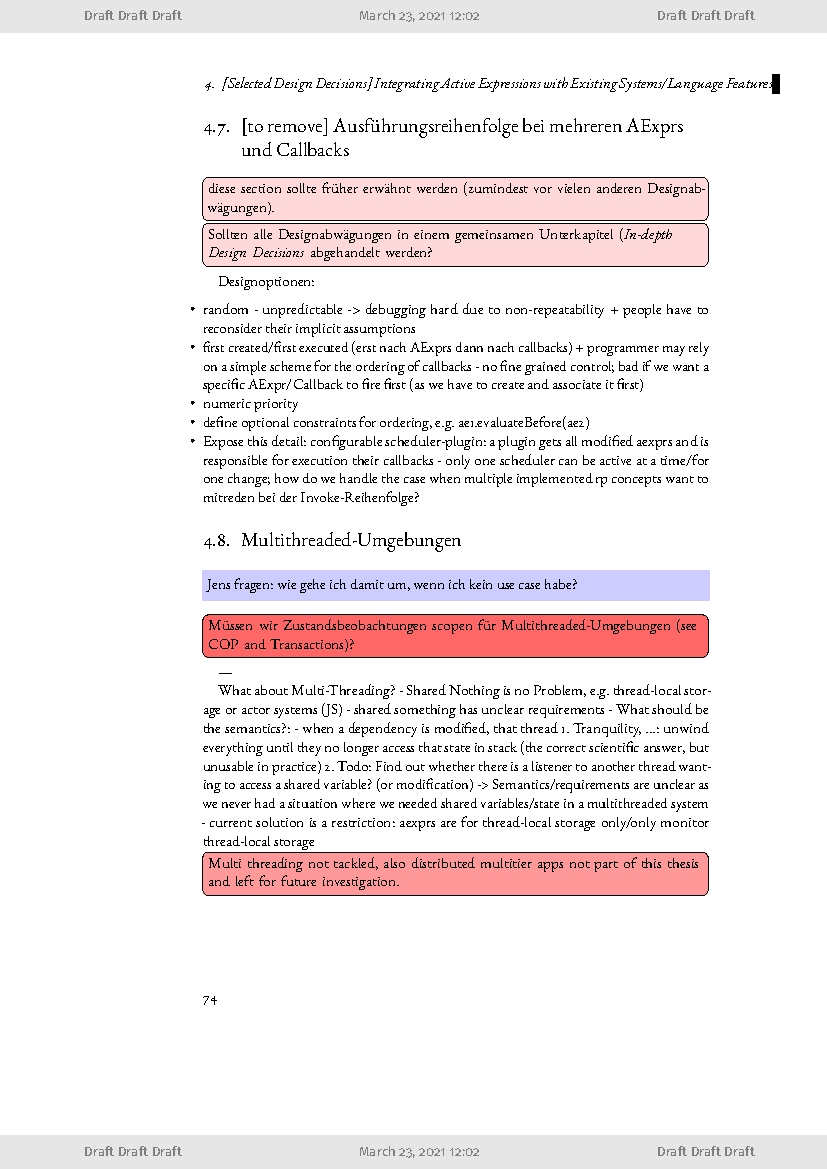 Draft Draft Draft March 23, 2021 12:02 Draft Draft Draft
4. [Selected Design Decisions] Integrating Active Expressions with Existing Systems/Language Features
4.7. [to remove] Ausführungsreihenfolge bei mehreren AExprs
und Callbacks
diese section sollte früher erwähnt werden (zumindest vor vielen anderen Designab-
wägungen).
Sollten alle Designabwägungen in einem gemeinsamen Unterkapitel (In-depth
Design Decisions abgehandelt werden?
Designoptionen:
• random - unpredictable -> debugging hard due to non-repeatability + people have to
reconsider their implicit assumptions
• first created/first executed (erst nach AExprs dann nach callbacks) + programmer may rely
on a simple scheme for the ordering of callbacks - no fine grained control; bad if we want a
specific AExpr/Callback to fire first (as we have to create and associate it first)
• numeric priority
• define optional constraints for ordering, e.g. ae1.evaluateBefore(ae2)
• Expose this detail: configurable scheduler-plugin: a plugin gets all modified aexprs and is
responsible for execution their callbacks - only one scheduler can be active at a time/for
one change; how do we handle the case when multiple implemented rp concepts want to
mitreden bei der Invoke-Reihenfolge?
4.8. Multithreaded-Umgebungen
Jens fragen: wie gehe ich damit um, wenn ich kein use case habe?
Müssen wir Zustandsbeobachtungen scopen für Multithreaded-Umgebungen (see
COP and Transactions)?
—
What about Multi-Threading? - Shared Nothing is no Problem, e.g. thread-local stor-
age or actor systems (JS) - shared something has unclear requirements - What should be
the semantics?: - when a dependency is modified, that thread 1. Tranquility, ...: unwind
everything until they no longer access that state in stack (the correct scientific answer, but
unusable in practice) 2. Todo: Find out whether there is a listener to another thread want-
ing to access a shared variable? (or modification) -> Semantics/requirements are unclear as
we never had a situation where we needed shared variables/state in a multithreaded system
- current solution is a restriction: aexprs are for thread-local storage only/only monitor
thread-local storage
Multi threading not tackled, also distributed multitier apps not part of this thesis
and left for future investigation.
74
Draft Draft Draft March 23, 2021 12:02 Draft Draft Draft